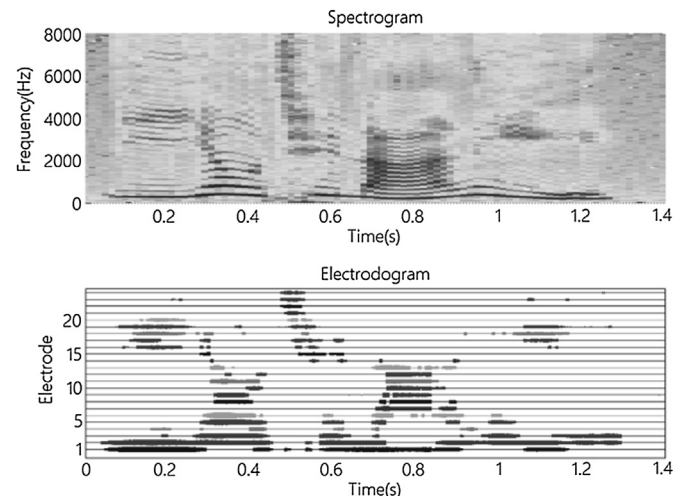 Spectrogram
8000
6000
4000
2000
0
Frequency(Hz)
0.2 0.4 0.6 0.8 1 1.2 1.4
Time(s)
Electrodogram
20
15
10
5
1
Electrode
0 0.2 0.4 0.6 0.8 1 1.2 1.4
Time(s)